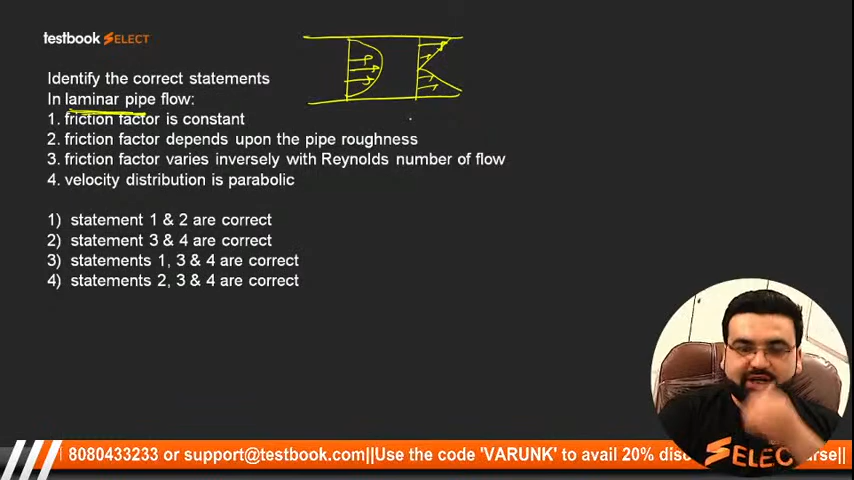 testbook SELECT
Identify the correct statements
In laminar pipe flow:
1. friction factor is constant
2. friction factor depends upon the pipe roughness
3. friction factor varies inversely with Reynolds number of flow
4. velocity distribution is parabolic
1) statement 1 & 2 are correct
2) statement 3 & 4 are correct
3) statements 1, 3 & 4 are correct
4) statements 2, 3 & 4 are correct
SELEC
8080433233 or support@testbook.com||Use the code 'VARUNK' to avail 20% disc rse||